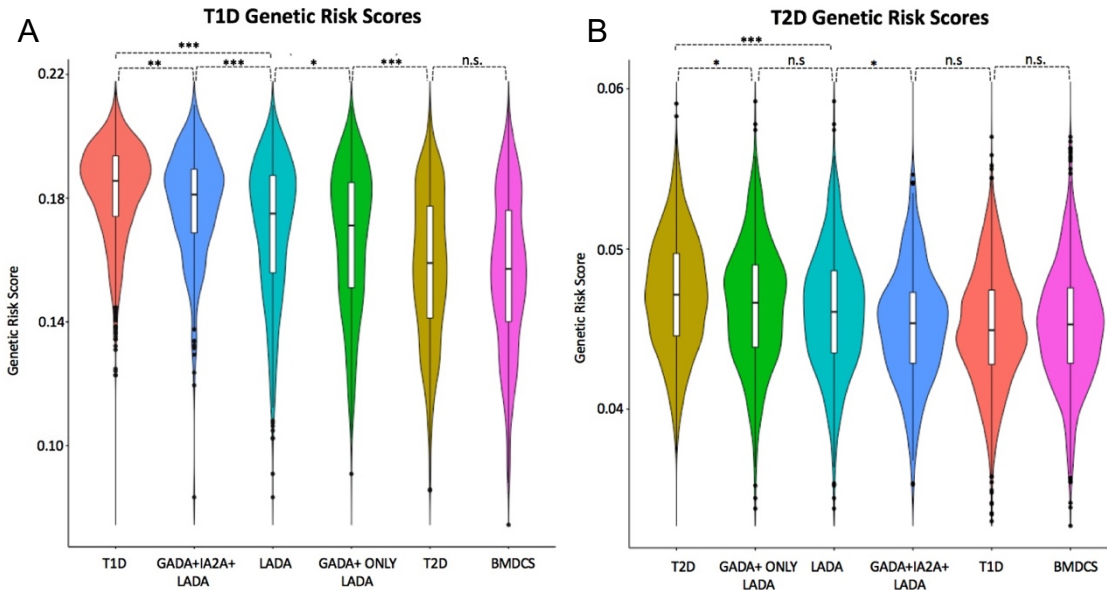 A
T1D Genetic Risk Scores
***
** *** * *** n.s.
0.22
0.18
0.14
0.10
Genetic Risk Score
T1D GADA+IA2A+ LADA GADA+ ONLY T2D BMDCS
LADA LADA
B
T2D Genetic Risk Scores
***
* n.s * n.s n.s.
0.06
0.05
0.04
Genetic Risk Score
T2D GADA+ ONLY LADA GADA+IA2A+ T1D BMDCS
LADA LADA